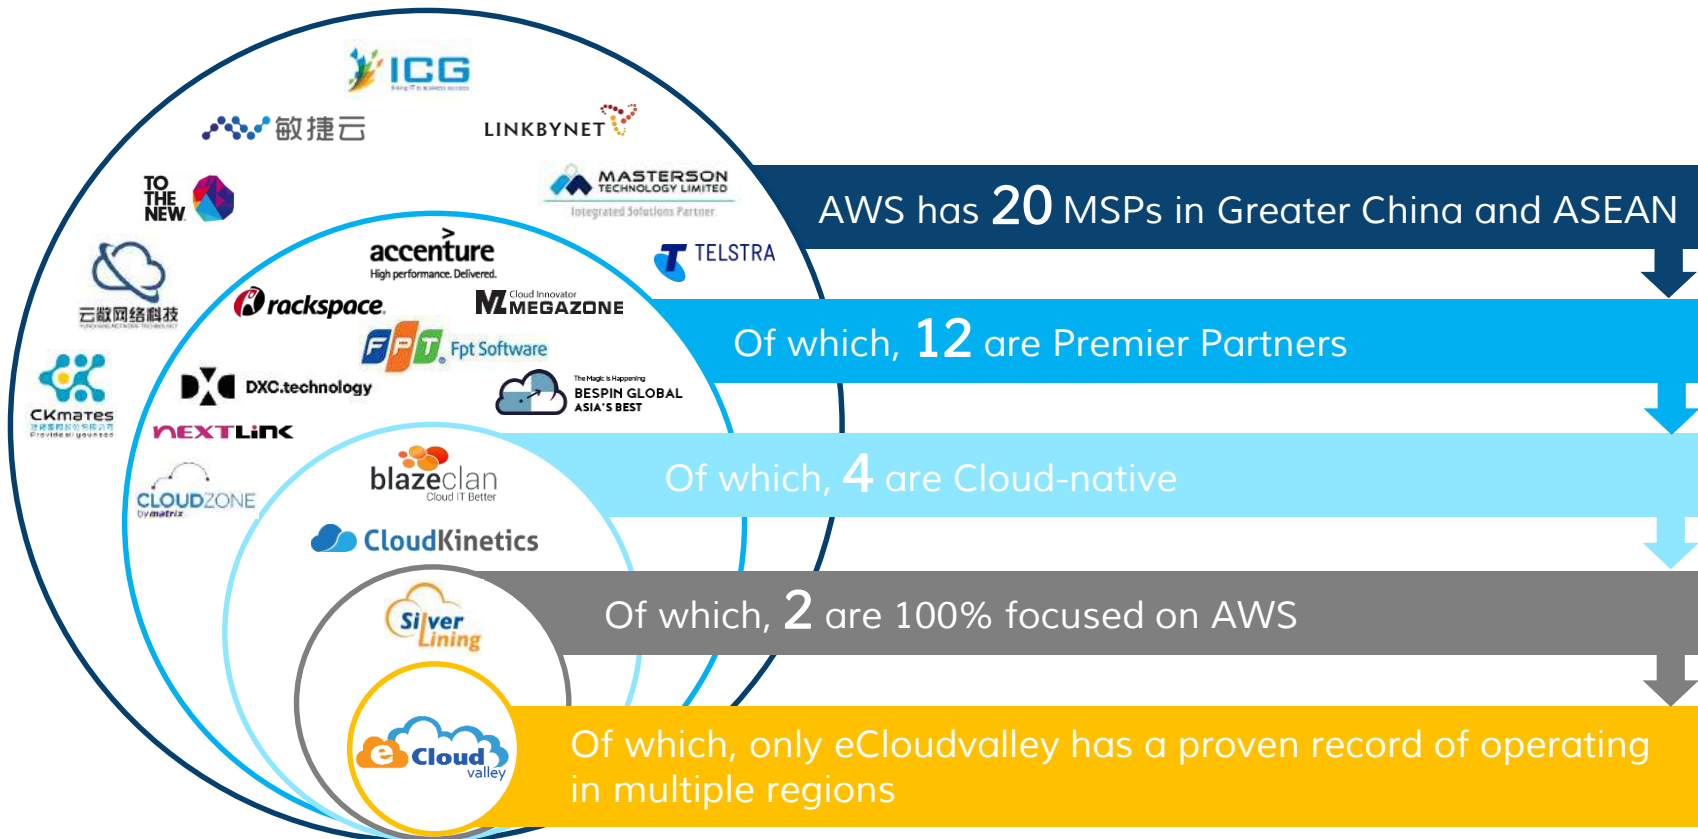 ICG
敏捷云
LINKBYNET
TO
THE
NEW
MASTERSON
TECHNOLOGY LIMITED
Integrated Solutions Partner
AWS has 20 MSPs in Greater China and ASEAN
accenture
High performance. Delivered.
TELSTRA
云数网络科技
rackspace.
Cloud Innovator
MEGAZONE
Of which, 12 are Premier Partners
FPT. Fpt Software
CKmates
Provide all you need
DXC.technology
The Magic Is Happening
BESPIN GLOBAL
ASIA'S BEST
NEXTLINK
blazeclan
Cloud IT Better
Of which, 4 are Cloud-native
CLOUDZONE
by matrix
CloudKinetics
Silver
Lining
Of which, 2 are 100% focused on AWS
e Cloud
valley
Of which, only eCloudvalley has a proven record of operating
in multiple regions